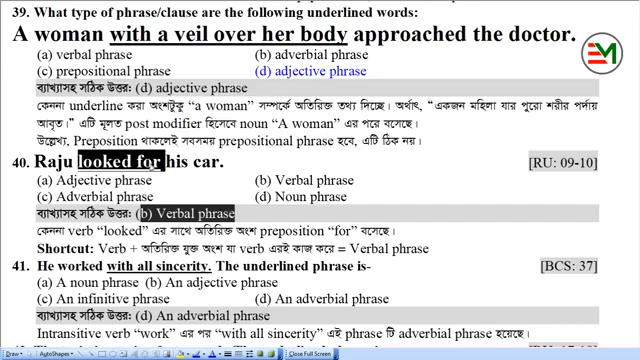 39. What type of phrase/clause are the following underlined words:
A woman with a veil over her body approached the doctor.
(a) verbal phrase (b) adverbial phrase
(c) prepositional phrase (d) adjective phrase
ব্যাখ্যাসহ সঠিক উত্তর: (d) adjective phrase
কেননা underline করা অংশটুকু “a woman” সম্পর্কে অতিরিক্ত তথ্য দিচ্ছে। অর্থাৎ, “একজন মহিলা যার পুরো শরীর পর্দায়
আবৃত।” এটি মূলত post modifier হিসেবে noun “A woman” এর পরে বসেছে।
উল্লেখ্য, Preposition থাকলেই সবসময় prepositional phrase হবে, এটি ঠিক নয়।
40. Raju looked for his car. [RU: 09-10]
(a) Adjective phrase (b) Verbal phrase
(c) Adverbial phrase (d) Noun phrase
ব্যাখ্যাসহ সঠিক উত্তর: (b) Verbal phrase
কেননা verb “looked” এর সাথে অতিরিক্ত অংশ preposition “for” বসেছে।
Shortcut: Verb + অতিরিক্ত যুক্ত অংশ যা verb এরই কাজ করে = Verbal phrase
41. He worked with all sincerity. The underlined phrase is- [BCS: 37]
(a) A noun phrase (b) An adjective phrase
(c) An infinitive phrase (d) An adverbial phrase
ব্যাখ্যাসহ সঠিক উত্তর: (d) An adverbial phrase
Intransitive verb “work” এর পর “with all sincerity” এই phrase টি adverbial phrase হয়েছে।
Draw AutoShapes Close Full Screen